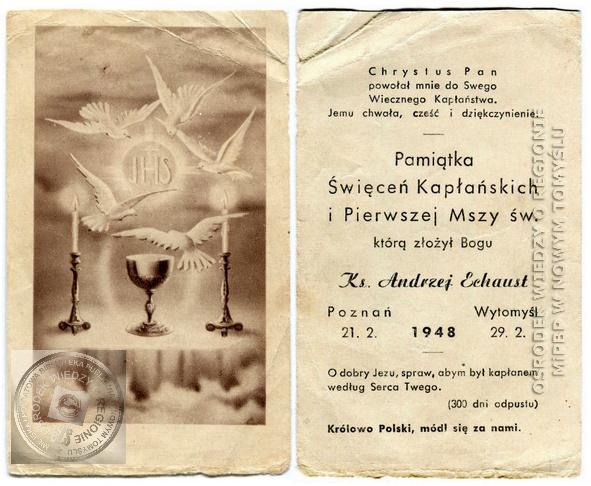 IHS
Chrystus Pan
powołał mnie do Swego
Wiecznego Kapłaństwa.
Jemu chwała, cześć i dziękczynienie.
Pamiątka
Święceń Kapłańskich
i Pierwszej Mszy św.
którą złożył Bogu
Ks. Andrzej Echaust
Poznań Wytomyśl
21. 2. 1948 29. 2.
O dobry Jezu, spraw, abym był kapłanem
według Serca Twego.
(300 dni odpustu)
Królowo Polski, módl się za nami.
OŚRODEK WIEDZY O REGIONIE
MiPBP W NOWYM TOMYŚLU